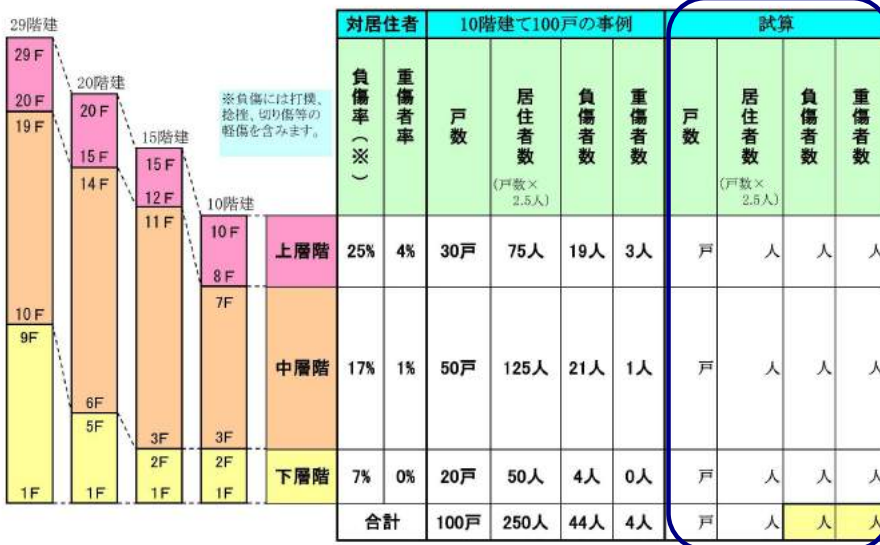 29階建
29F
20F
19F
10F
9F
1F
20階建
20F
15F
14F
6F
5F
1F
15階建
15F
12F
11F
3F
2F
1F
10階建
10F
8F
7F
3F
2F
1F
※負傷には打撲、
捻挫、切り傷等の
軽傷を含みます。
対居住者 10階建て100戸の事例 試算
負傷率(※) 重傷者率 戸数 居住者数 負傷者数 重傷者数 戸数 居住者数 負傷者数 重傷者数
(戸数×
2.5人)
(戸数×
2.5人)
上層階 25% 4% 30戸 75人 19人 3人 戸 人 人 人
中層階 17% 1% 50戸 125人 21人 1人 戸 人 人 人
下層階 7% 0% 20戸 50人 4人 0人 戸 人 人 人
合計 100戸 250人 44人 4人 戸 人 人 人